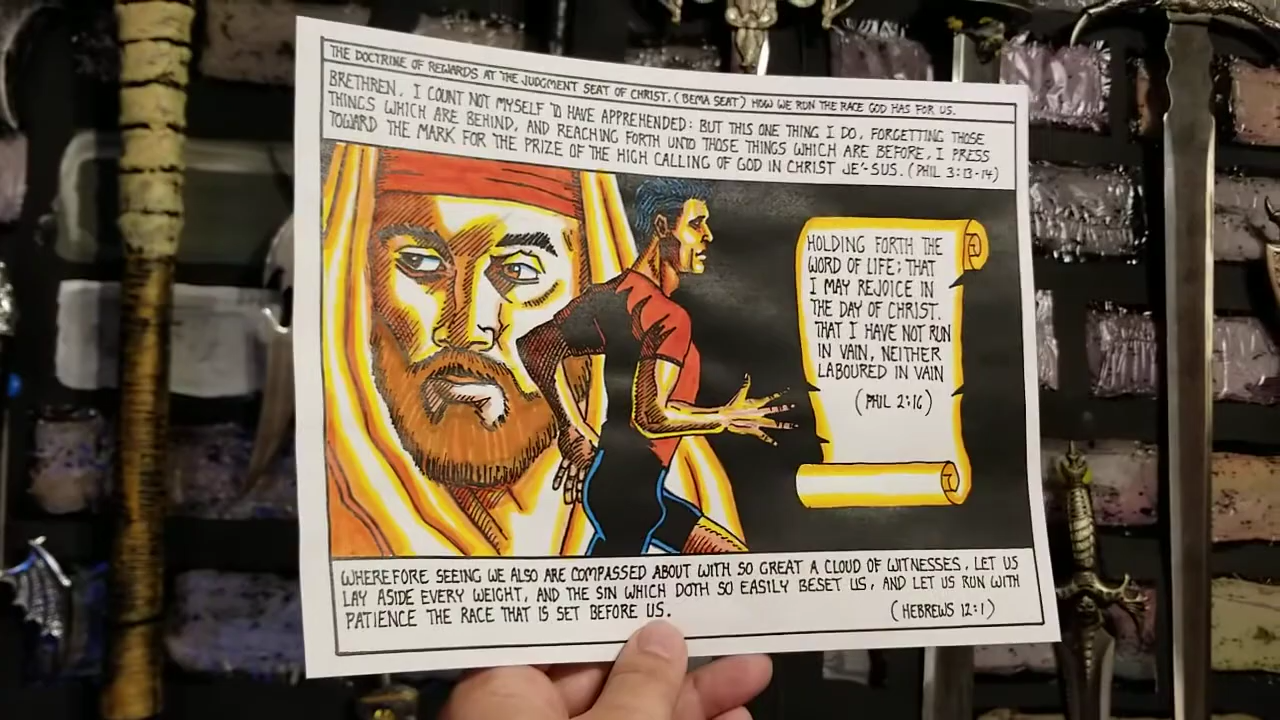 THE DOCTRINE OF REWARDS AT THE JUDGMENT SEAT OF CHRIST. (BEMA SEAT) HOW WE RUN THE RACE GOD HAS FOR US.
BRETHREN, I COUNT NOT MYSELF TO HAVE APPREHENDED: BUT THIS ONE THING I DO, FORGETTING THOSE
THINGS WHICH ARE BEHIND, AND REACHING FORTH UNTO THOSE THINGS WHICH ARE BEFORE, I PRESS
TOWARD THE MARK FOR THE PRIZE OF THE HIGH CALLING OF GOD IN CHRIST JE'-SUS. (PHIL 3:13-14)
HOLDING FORTH THE
WORD OF LIFE; THAT
I MAY REJOICE IN
THE DAY OF CHRIST.
THAT I HAVE NOT RUN
IN VAIN, NEITHER
LABOURED IN VAIN
(PHIL 2:16)
WHEREFORE SEEING WE ALSO ARE COMPASSED ABOUT WITH SO GREAT A CLOUD OF WITNESSES, LET US
LAY ASIDE EVERY WEIGHT, AND THE SIN WHICH DOTH SO EASILY BESET US, AND LET US RUN WITH
PATIENCE THE RACE THAT IS SET BEFORE US. (HEBREWS 12:1)